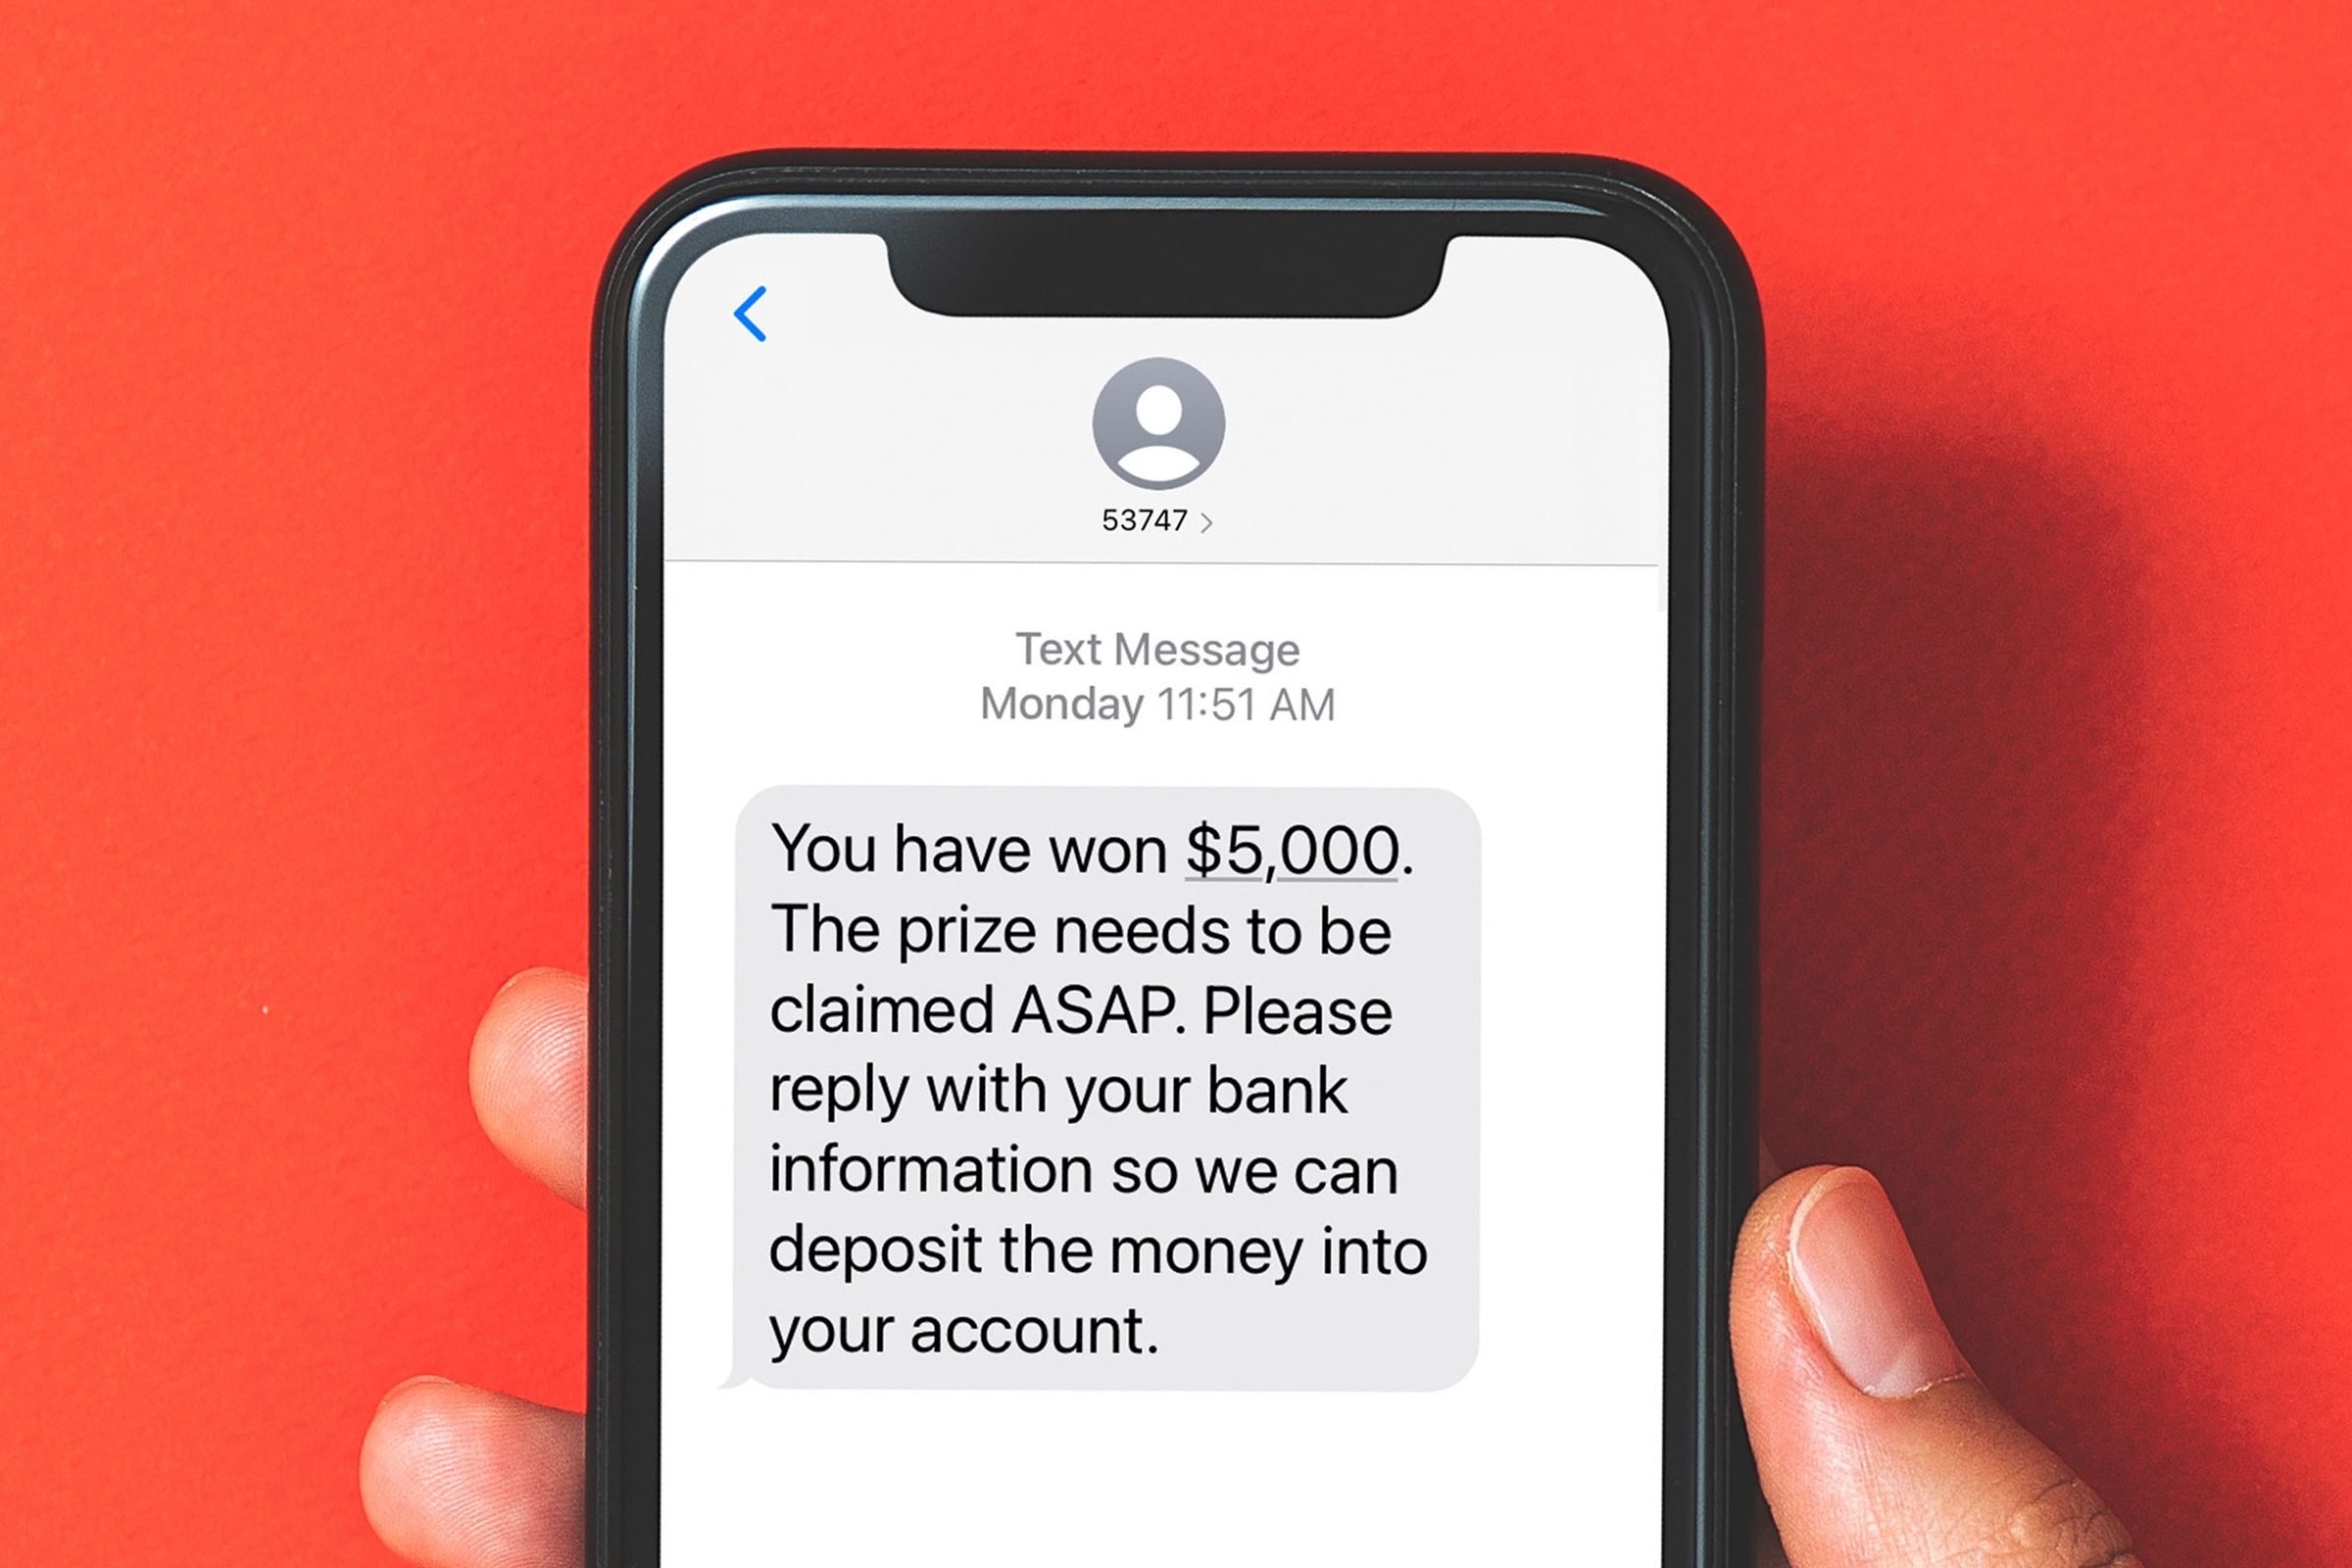 53747
Text Message
Monday 11:51 AM
You have won $5,000.
The prize needs to be
claimed ASAP. Please
reply with your bank
information so we can
deposit the money into
your account.